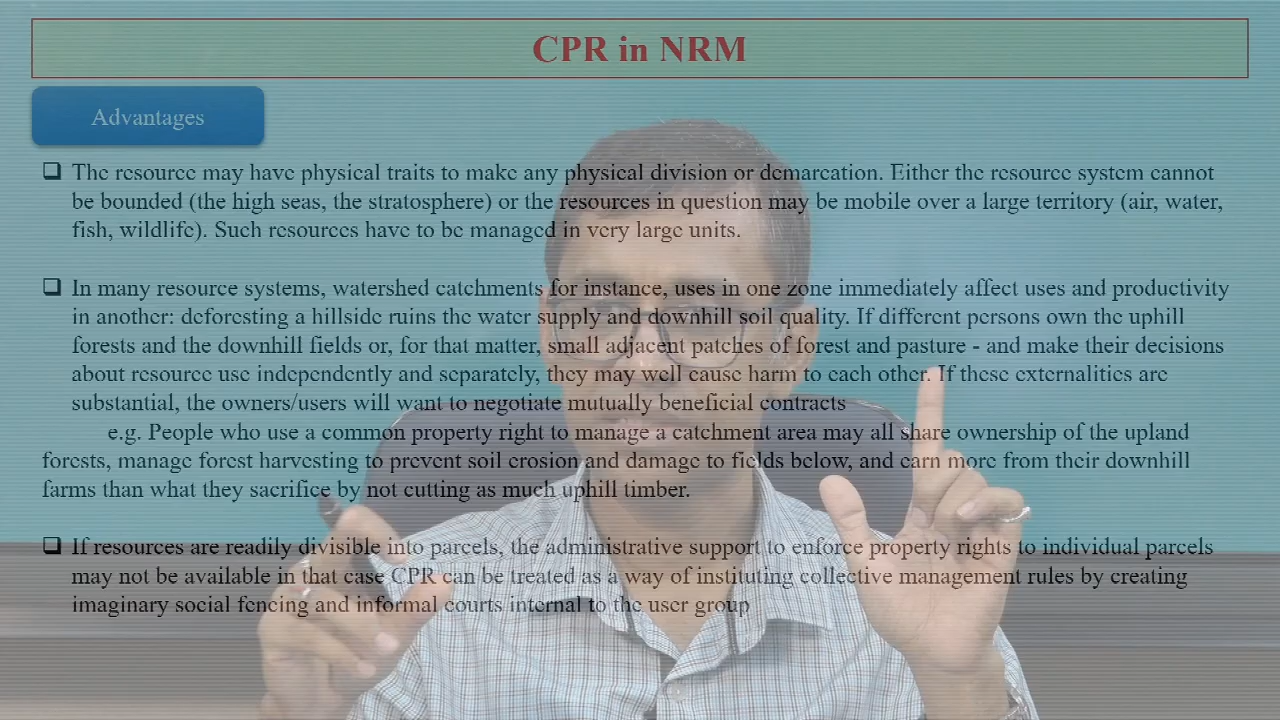 CPR in NRM
Advantages
❑ The resource may have physical traits to make any physical division or demarcation. Either the resource system cannot
be bounded (the high seas, the stratosphere) or the resources in question may be mobile over a large territory (air, water,
fish, wildlife). Such resources have to be managed in very large units.
❑ In many resource systems, watershed catchments for instance, uses in one zone immediately affect uses and productivity
in another: deforesting a hillside ruins the water supply and downhill soil quality. If different persons own the uphill
forests and the downhill fields or, for that matter, small adjacent patches of forest and pasture - and make their decisions
about resource use independently and separately, they may well cause harm to each other. If these externalities are
substantial, the owners/users will want to negotiate mutually beneficial contracts
e.g. People who use a common property right to manage a catchment area may all share ownership of the upland
forests, manage forest harvesting to prevent soil erosion and damage to fields below, and earn more from their downhill
farms than what they sacrifice by not cutting as much uphill timber.
❑ If resources are readily divisible into parcels, the administrative support to enforce property rights to individual parcels
may not be available in that case CPR can be treated as a way of instituting collective management rules by creating
imaginary social fencing and informal courts internal to the user group